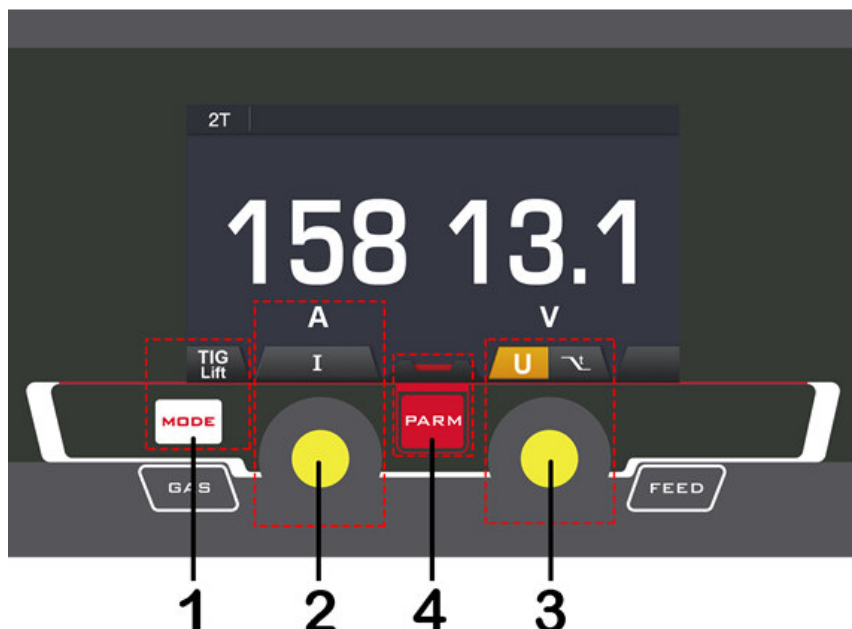 2T
158 13.1
A V
TIG
Lift
I
U t
MODE
PARM
GAS
FEED
1 2 4 3